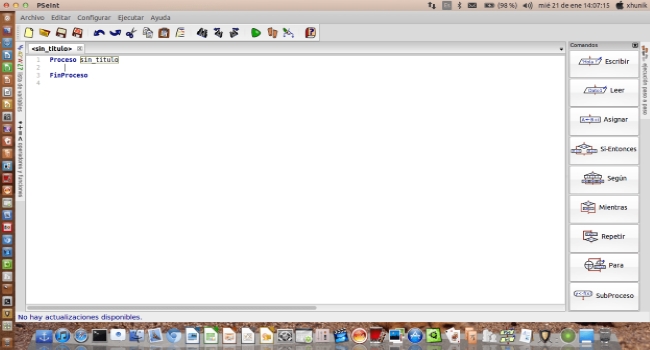 PSeInt
(98 %) mié 21 de ene 14:07:15 xhunik
Archivo Editar Configurar Ejecutar Ayuda
<sin_titulo>
1 Proceso sin_titulo
2
3 FinProceso
4
lista de variables
operadores y funciones
Comandos
Escribir
Leer
Asignar
Si-Entonces
Según
Mientras
Repetir
Para
SubProceso
ejecución paso a paso
No hay actualizaciones disponibles.